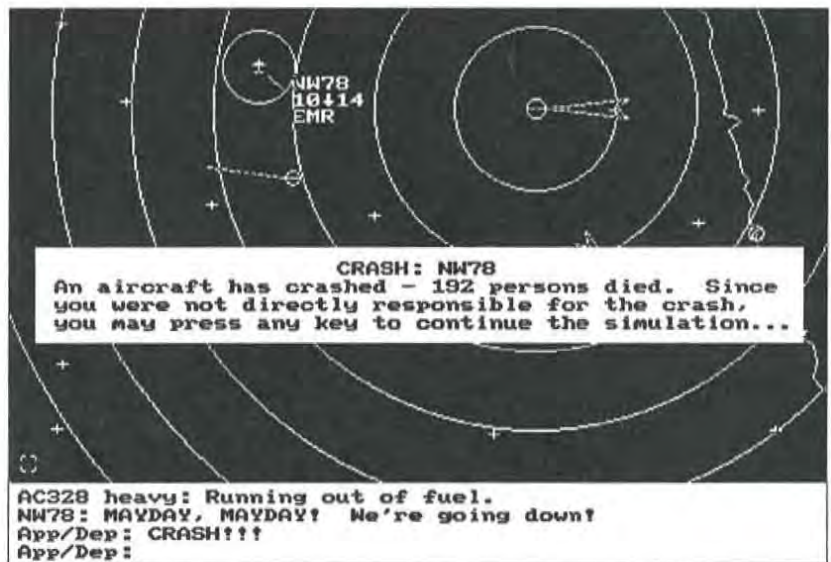 NW78
10↓14
EMR
CRASH: NW78
An aircraft has crashed - 192 persons died. Since
you were not directly responsible for the crash,
you may press any key to continue the simulation...
AC328 heavy: Running out of fuel.
NW78: MAYDAY, MAYDAY! We're going down!
App/Dep: CRASH!!!
App/Dep: